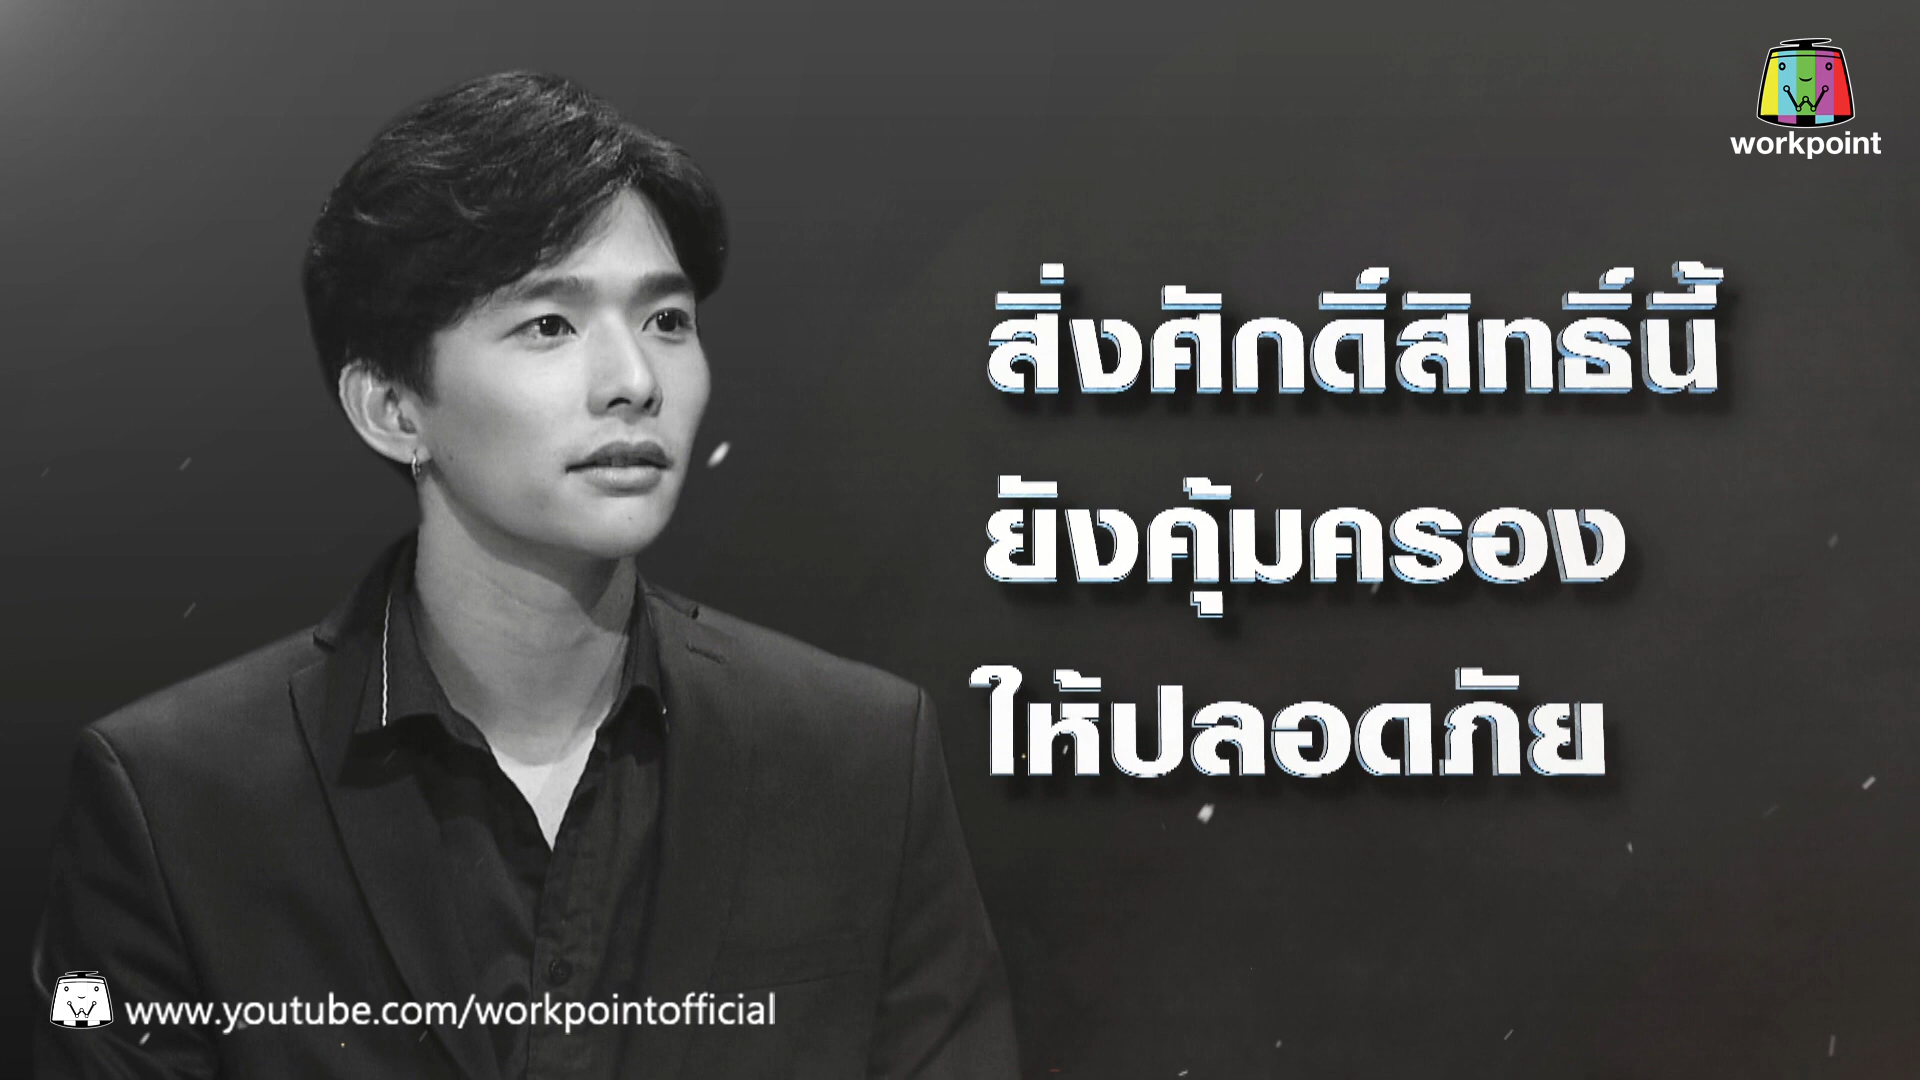 workpoint
สิ่งศักดิ์สิทธิ์นี้
ยังคุ้มครอง
ให้ปลอดภัย
www.youtube.com/workpointofficial